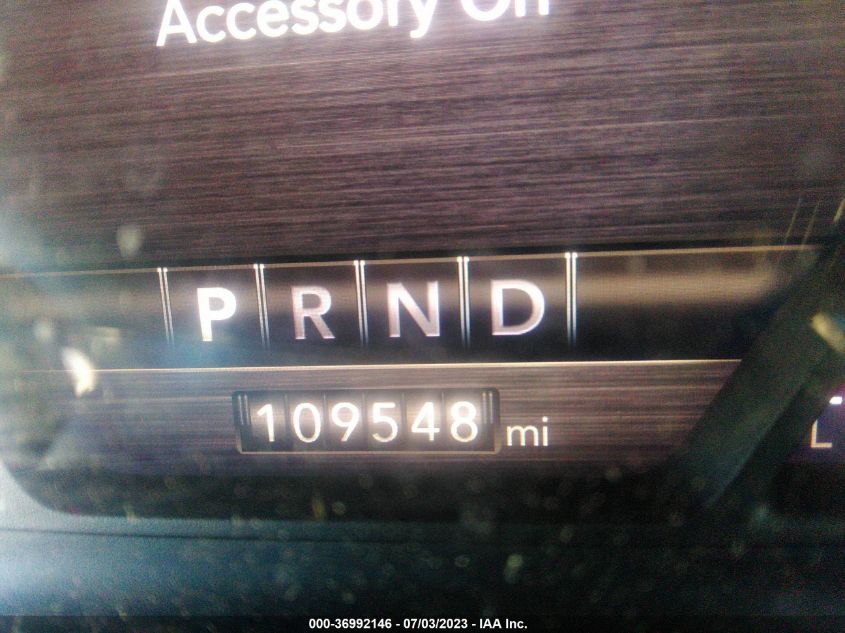 Accessory On
P R N D
109548 mi
L
000-36992146 - 07/03/2023 - IAA Inc.